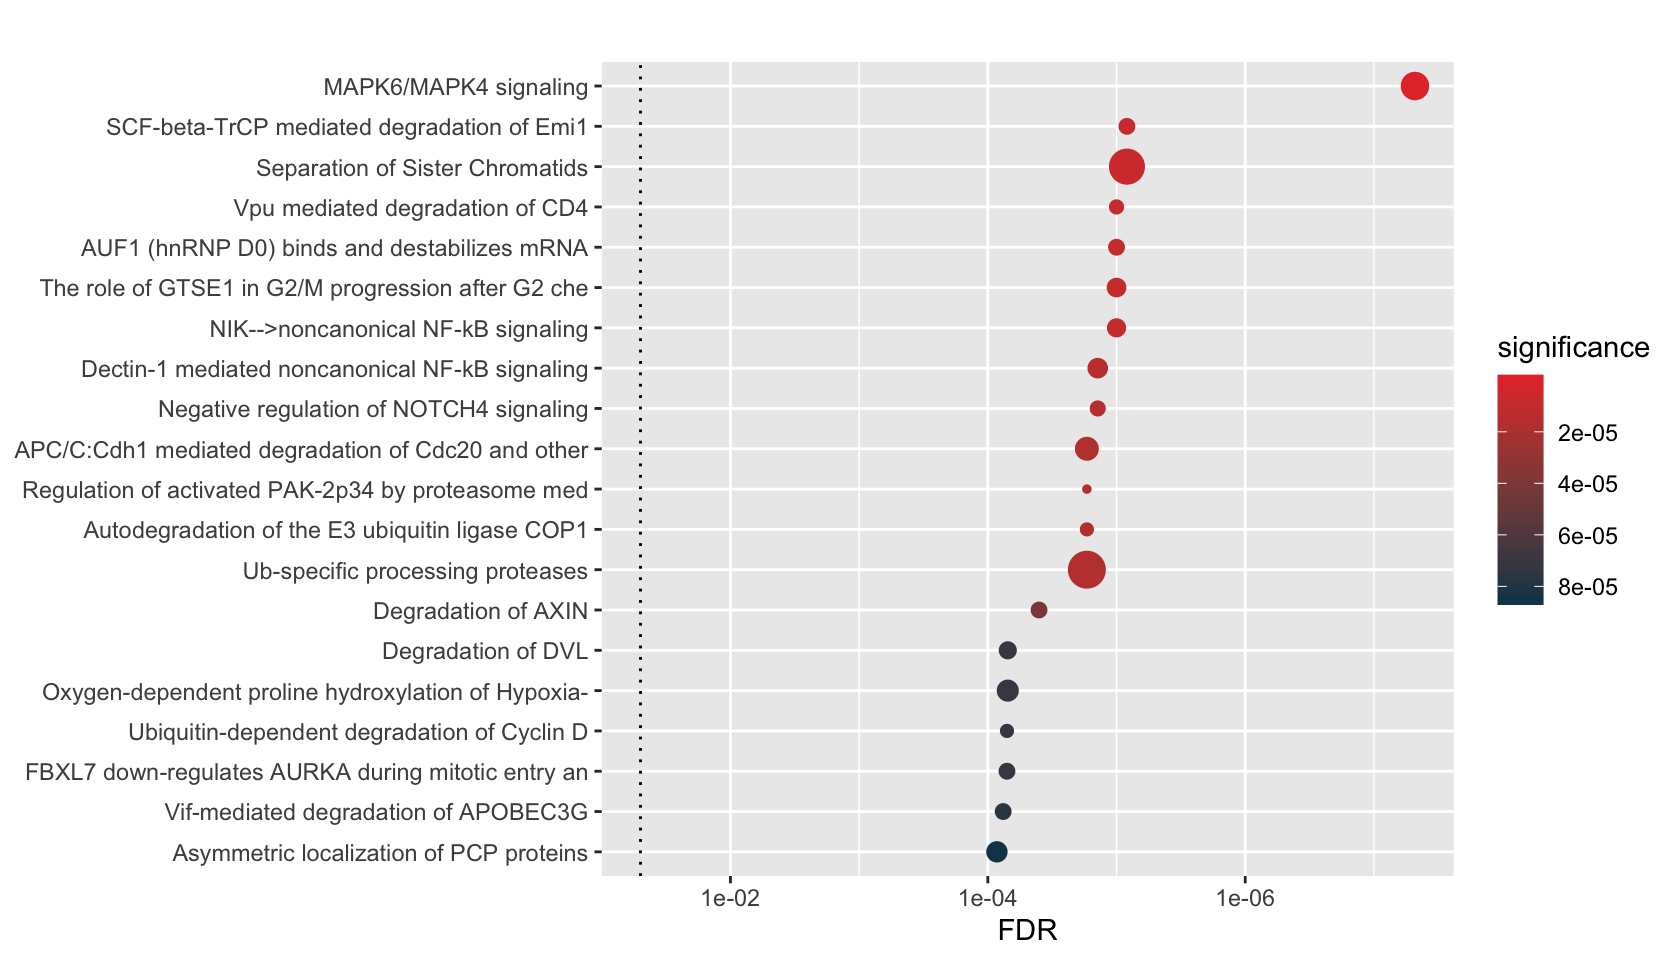 MAPK6/MAPK4 signaling
SCF-beta-TrCP mediated degradation of Emi1
Separation of Sister Chromatids
Vpu mediated degradation of CD4
AUF1 (hnRNP D0) binds and destabilizes mRNA
The role of GTSE1 in G2/M progression after G2 che
NIK-->noncanonical NF-kB signaling
Dectin-1 mediated noncanonical NF-kB signaling
Negative regulation of NOTCH4 signaling
APC/C:Cdh1 mediated degradation of Cdc20 and other
Regulation of activated PAK-2p34 by proteasome med
Autodegradation of the E3 ubiquitin ligase COP1
Ub-specific processing proteases
Degradation of AXIN
Degradation of DVL
Oxygen-dependent proline hydroxylation of Hypoxia-
Ubiquitin-dependent degradation of Cyclin D
FBXL7 down-regulates AURKA during mitotic entry an
Vif-mediated degradation of APOBEC3G
Asymmetric localization of PCP proteins
1e-02 1e-04 1e-06
FDR
significance
2e-05
4e-05
6e-05
8e-05